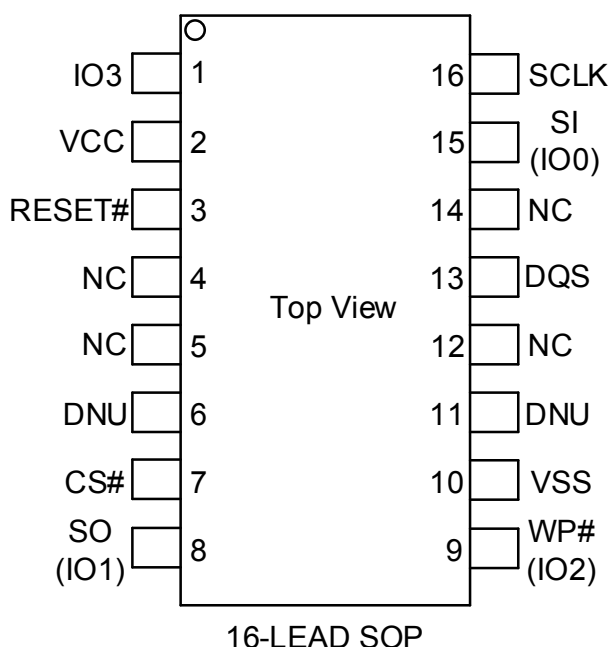 IO3 1 16 SCLK
VCC 2 15 SI
(IO0)
RESET# 3 14 NC
NC 4 13 DQS
Top View
NC 5 12 NC
DNU 6 11 DNU
CS# 7 10 VSS
SO 8 9 WP#
(IO1) (IO2)
16-LEAD SOP